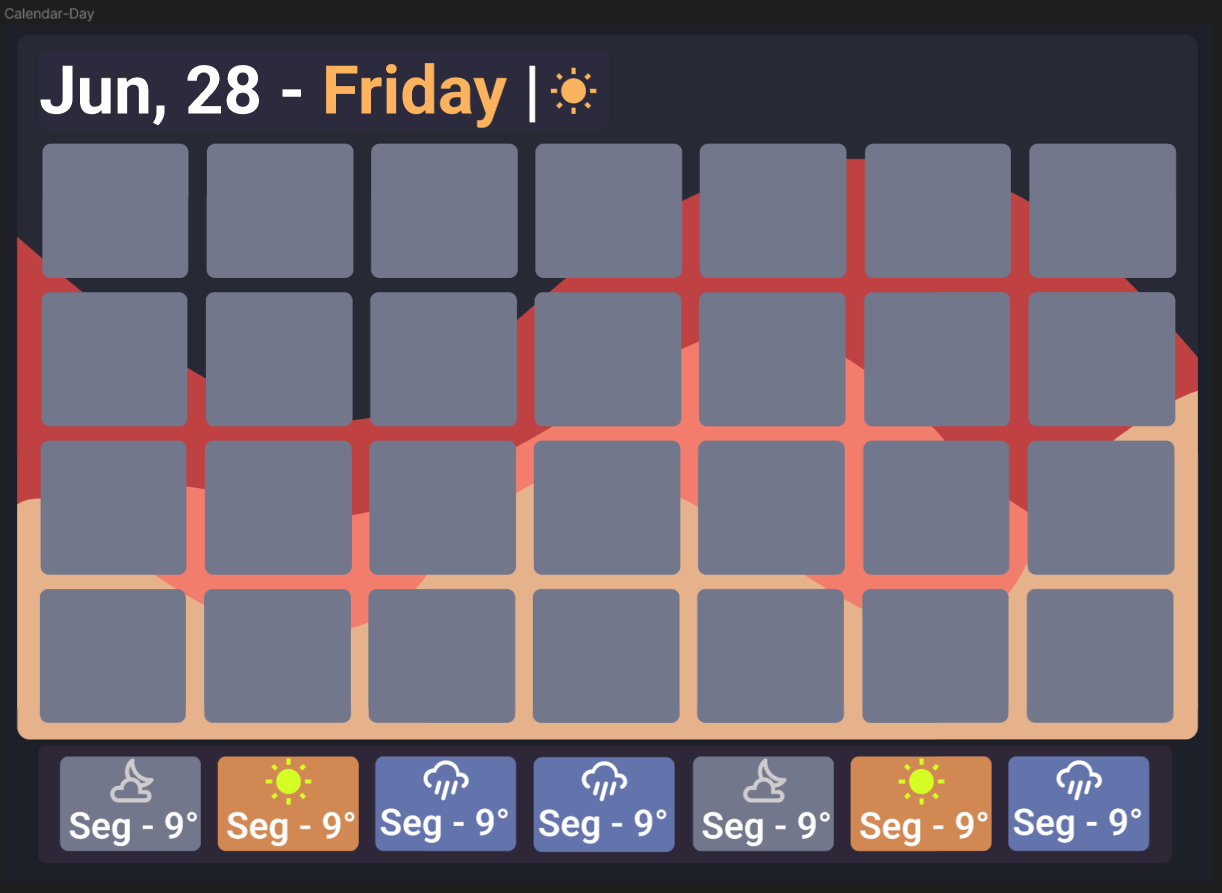 Calendar-Day
Jun, 28 - Friday |
Seg - 9° Seg - 9° Seg - 9° Seg - 9° Seg - 9° Seg - 9° Seg - 9°